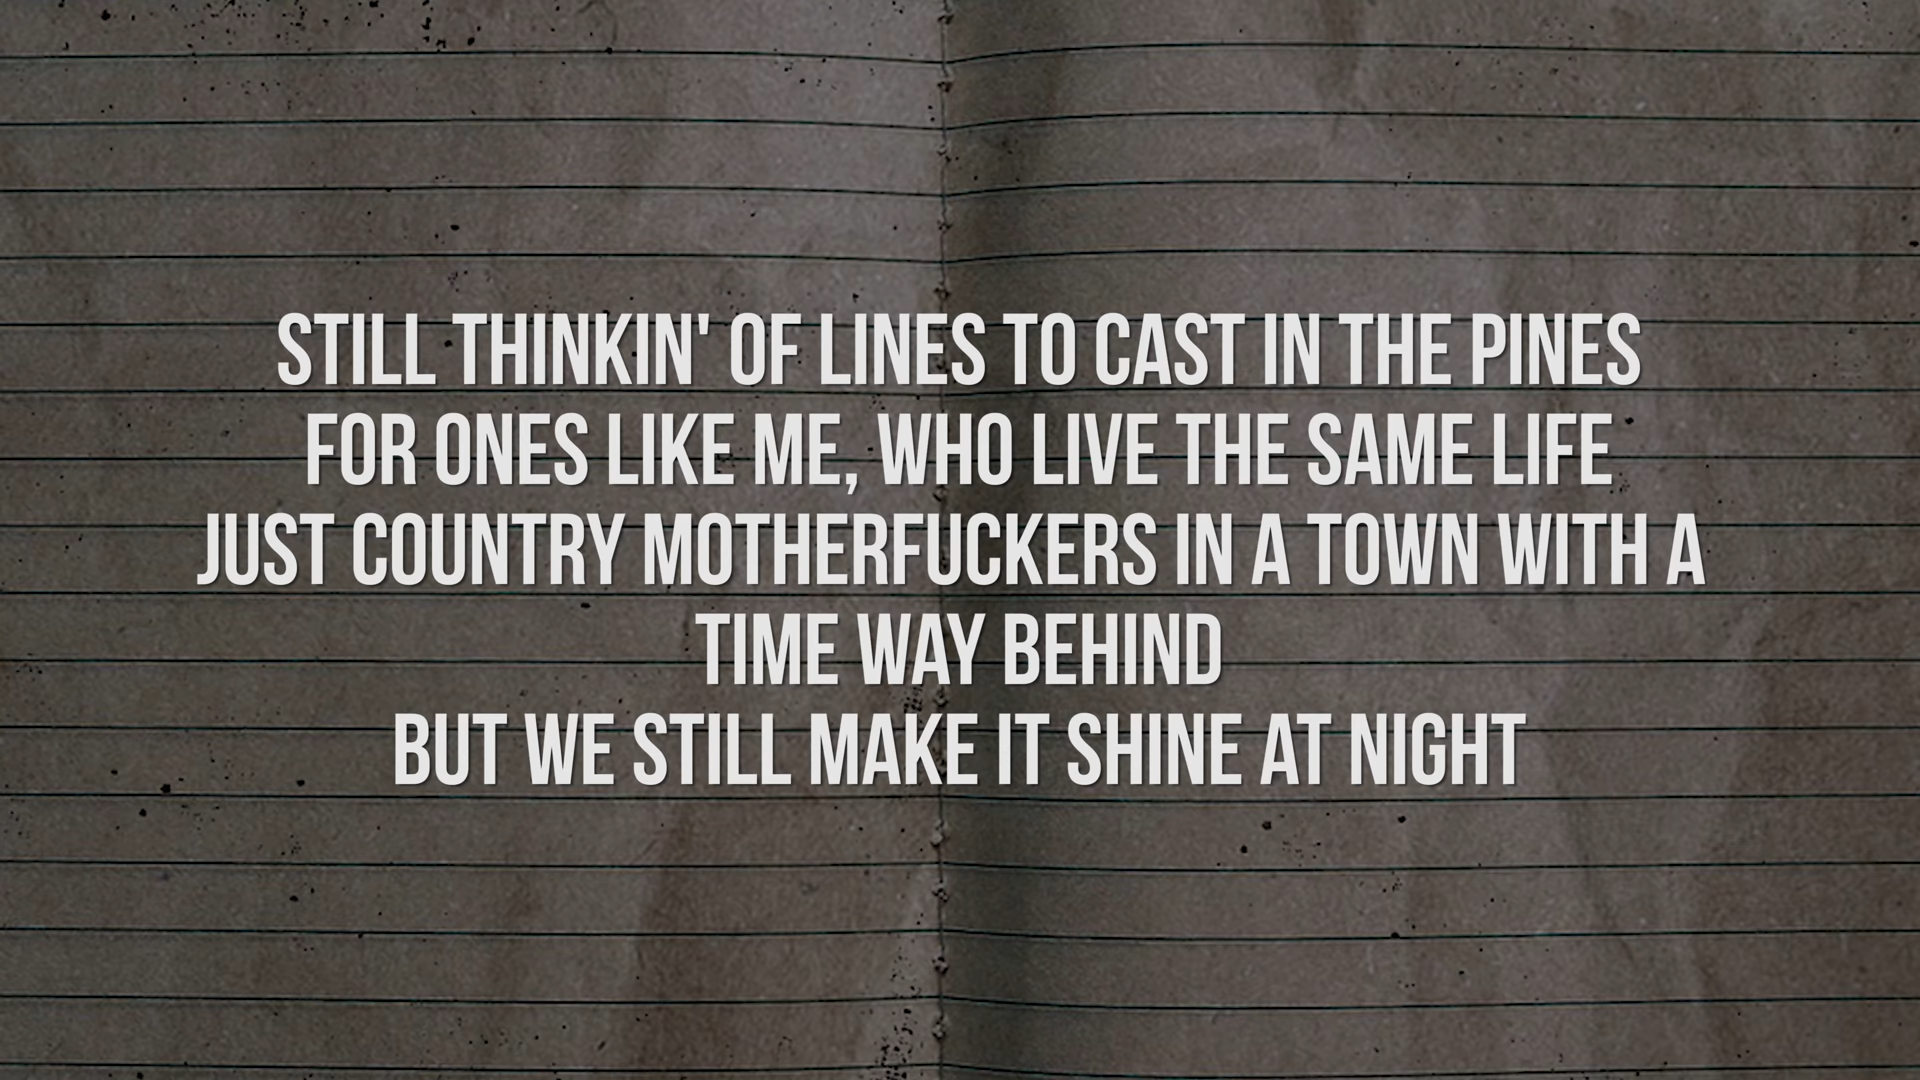 STILL THINKIN' OF LINES TO CAST IN THE PINES
FOR ONES LIKE ME, WHO LIVE THE SAME LIFE
JUST COUNTRY MOTHERFUCKERS IN A TOWN WITH A
TIME WAY BEHIND
BUT WE STILL MAKE IT SHINE AT NIGHT